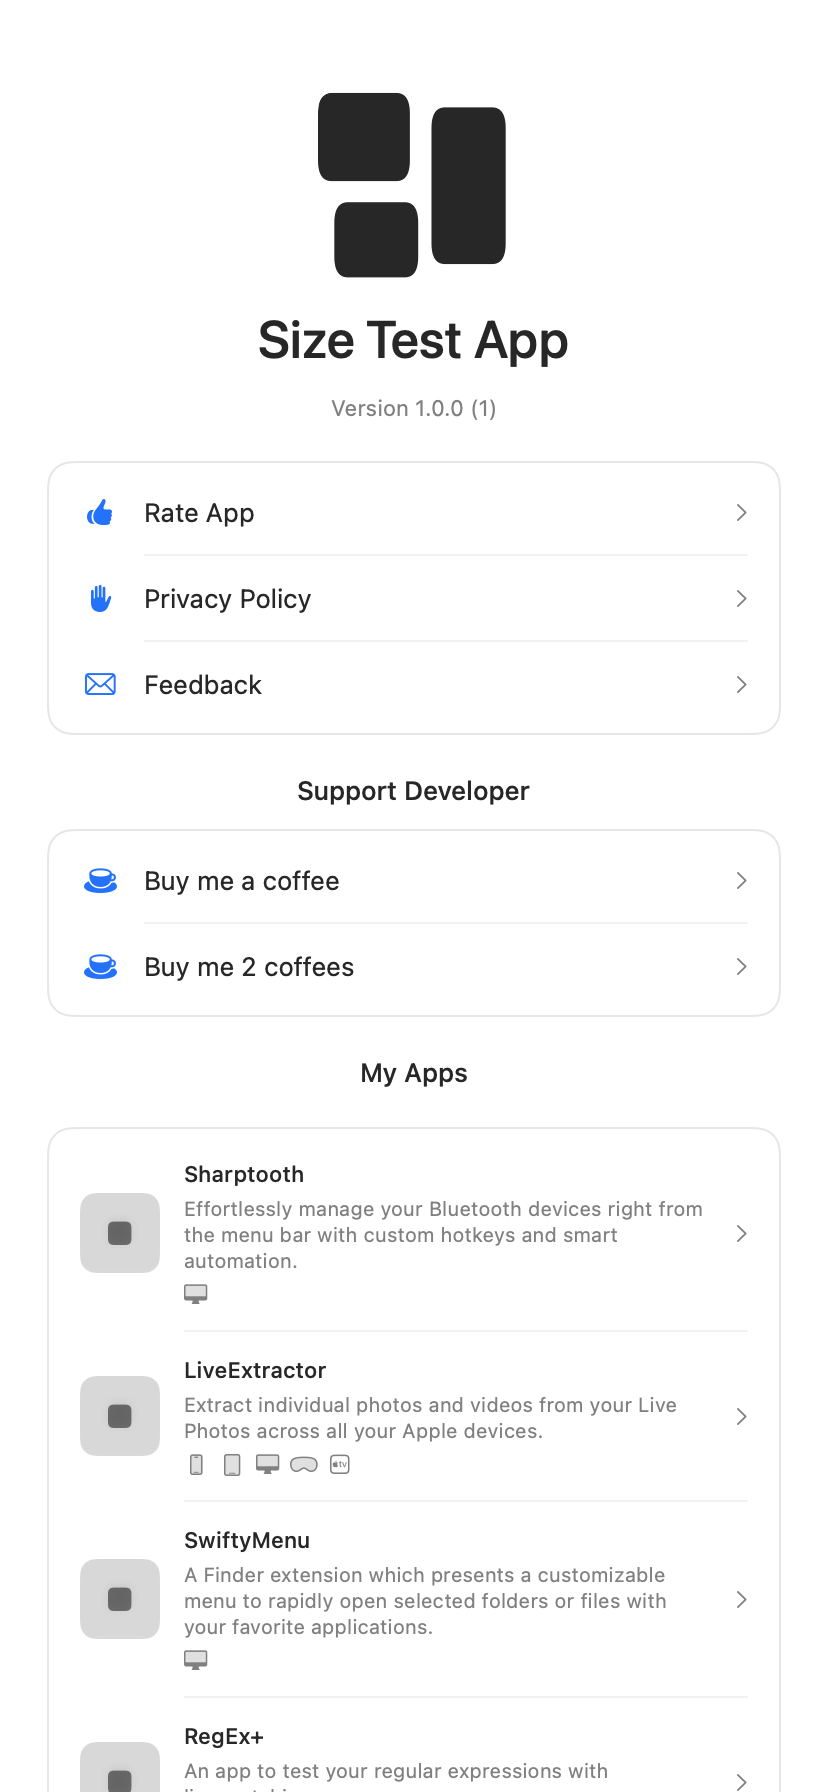 Size Test App
Version 1.0.0 (1)
Rate App
Privacy Policy
Feedback
Support Developer
Buy me a coffee
Buy me 2 coffees
My Apps
Sharptooth
Effortlessly manage your Bluetooth devices right from
the menu bar with custom hotkeys and smart
automation.
LiveExtractor
Extract individual photos and videos from your Live
Photos across all your Apple devices.
tv
SwiftyMenu
A Finder extension which presents a customizable
menu to rapidly open selected folders or files with
your favorite applications.
RegEx+
An app to test your regular expressions with